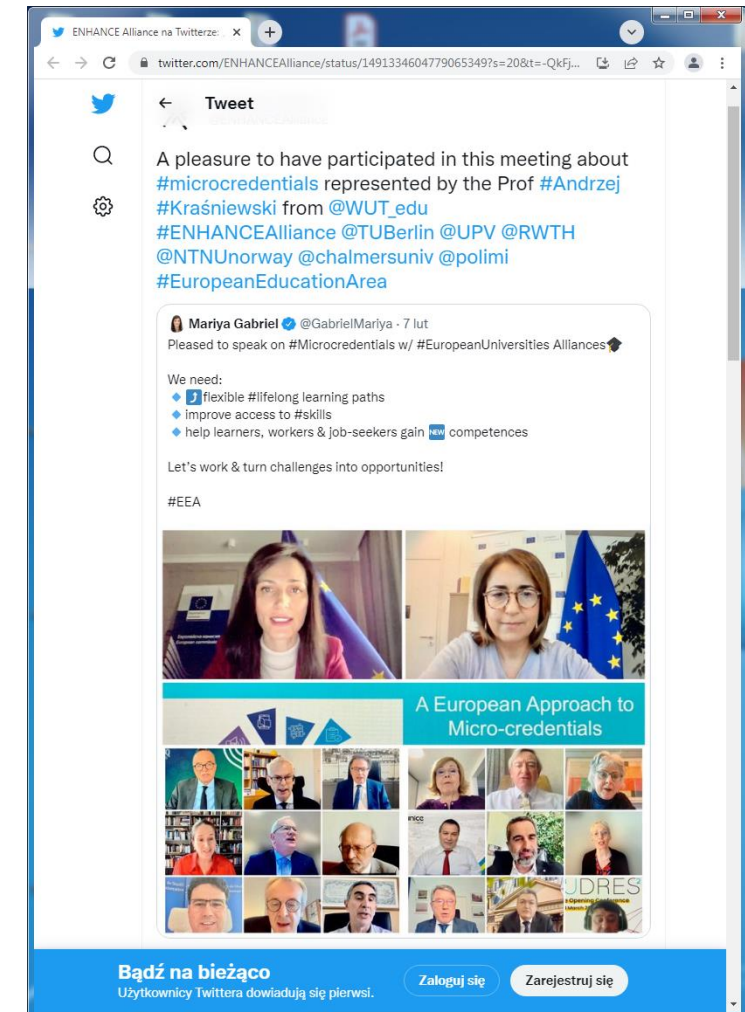 ENHANCE Alliance na Twitterze:
twitter.com/ENHANCEAlliance/status/1491334604779065349?s=20&t=-QkFj...
Tweet
A pleasure to have participated in this meeting about
#microcredentials represented by the Prof #Andrzej
#Kraśniewski from @WUT_edu
#ENHANCEAlliance @TUBerlin @UPV @RWTH
@NTNUnorway @chalmersuniv @polimi
#EuropeanEducationArea
Mariya Gabriel @GabrielMariya · 7 lut
Pleased to speak on #Microcredentials w/ #EuropeanUniversities Alliances🎓
We need:
🔹⤴️flexible #lifelong learning paths
🔹improve access to #skills
🔹help learners, workers & job-seekers gain 🆕 competences
Let's work & turn challenges into opportunities!
#EEA
A European Approach to
Micro-credentials
UDRES
Bądź na bieżąco
Użytkownicy Twittera dowiadują się pierwsi.
Zaloguj się
Zarejestruj się